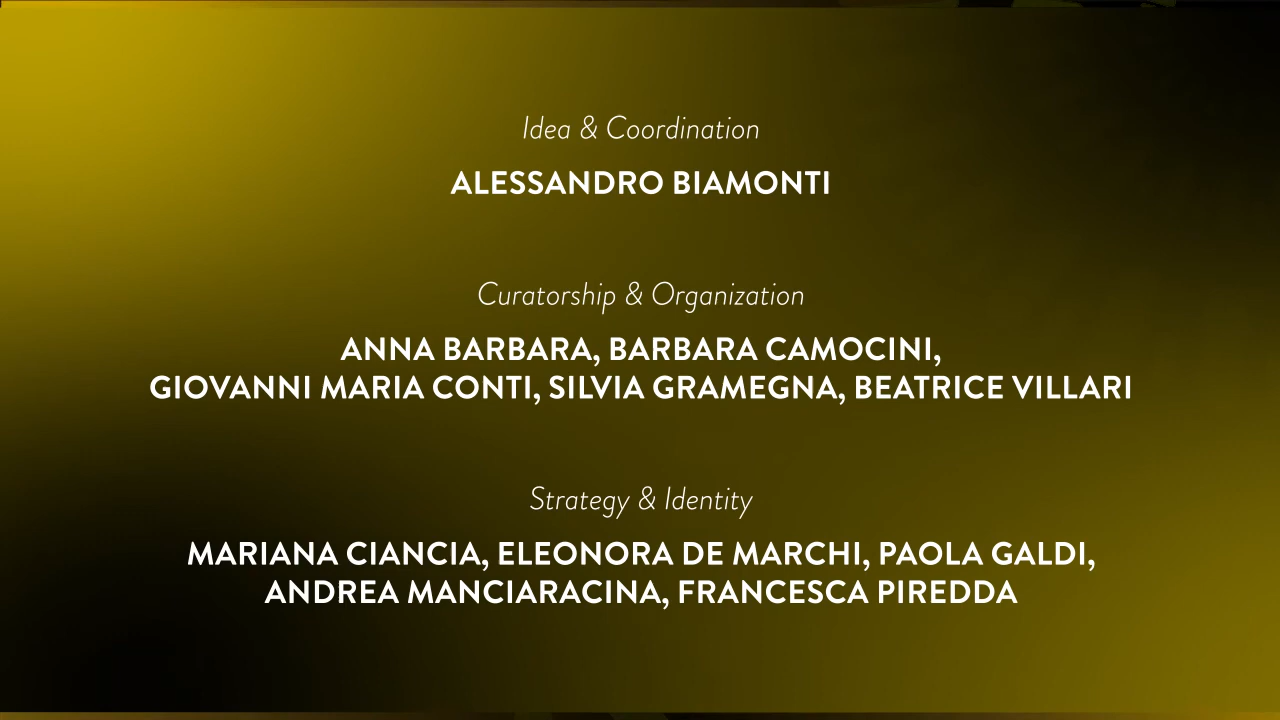 Idea & Coordination
ALESSANDRO BIAMONTI
Curatorship & Organization
ANNA BARBARA, BARBARA CAMOCINI,
GIOVANNI MARIA CONTI, SILVIA GRAMEGNA, BEATRICE VILLARI
Strategy & Identity
MARIANA CIANCIA, ELEONORA DE MARCHI, PAOLA GALDI,
ANDREA MANCIARACINA, FRANCESCA PIREDDA